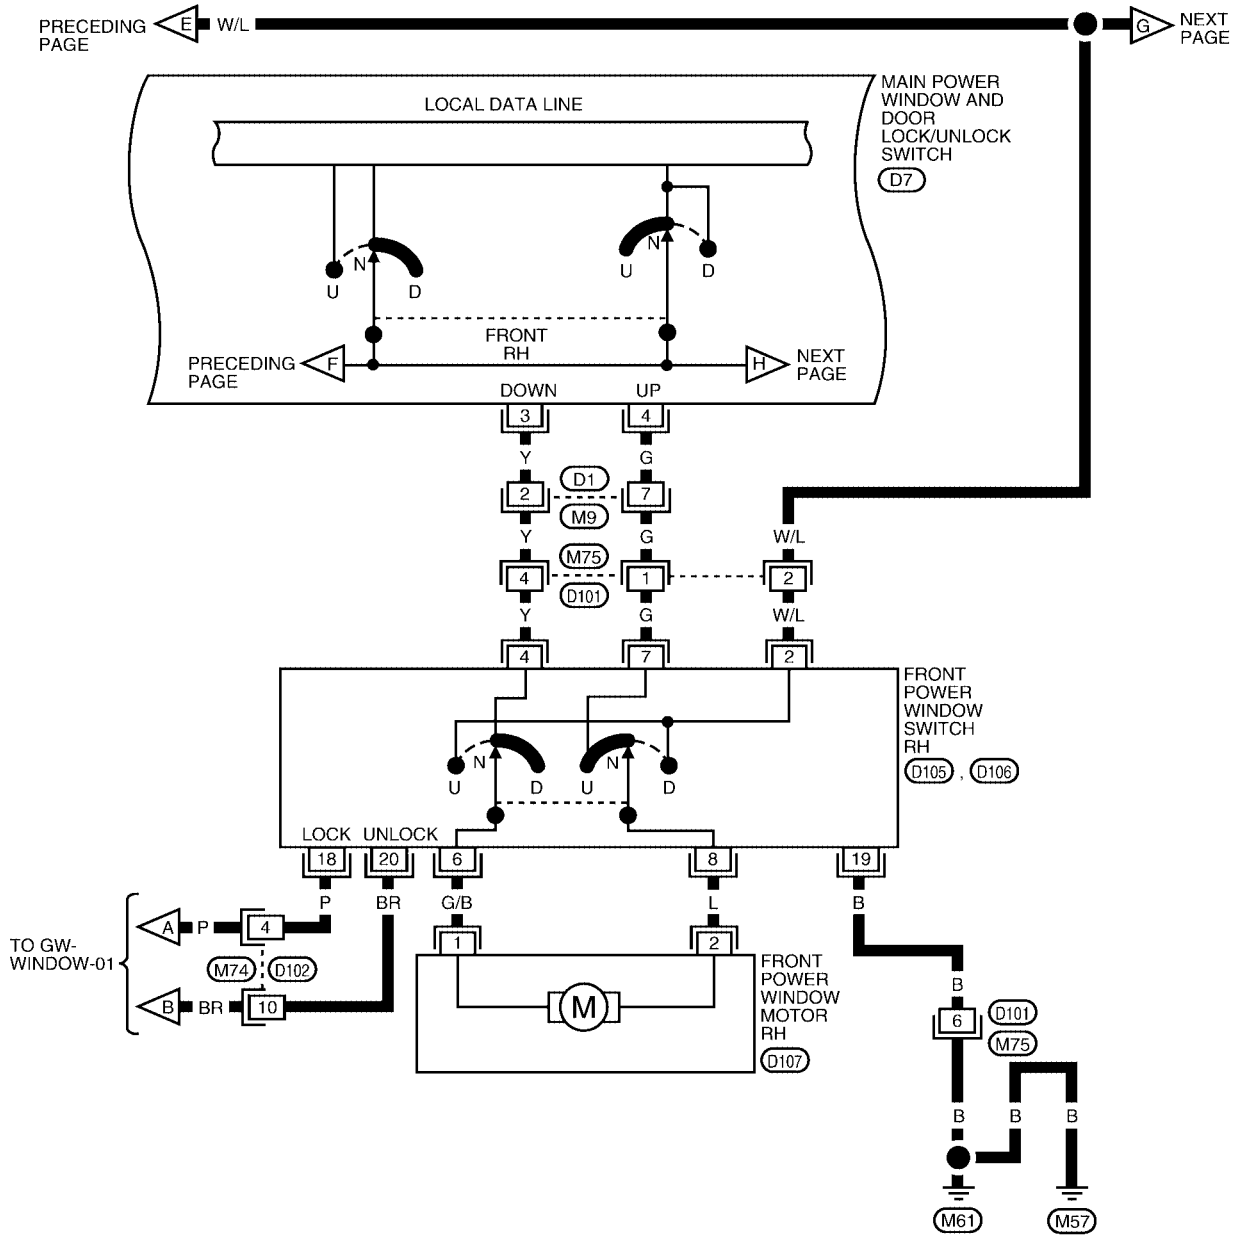 PRECEDING
PAGE
E
W/L
G
NEXT
PAGE
LOCAL DATA LINE
MAIN POWER
WINDOW AND
DOOR
LOCK/UNLOCK
SWITCH
D7
N
U
D
N
U
D
FRONT
RH
PRECEDING
PAGE
F
H
NEXT
PAGE
DOWN
UP
3
4
Y
G
D1
2
7
M9
Y
G
W/L
M75
4
1
2
D101
Y
G
W/L
4
7
2
FRONT
POWER
WINDOW
SWITCH
RH
D105 , D106
N
N
U
D
U
D
LOCK
UNLOCK
18
20
6
8
19
P
BR
G/B
L
B
A
P
4
1
2
TO GW-
WINDOW-01
M74
D102
B
BR
10
M
FRONT
POWER
WINDOW
MOTOR
RH
D107
B
6
D101
M75
B
B
B
M61
M57